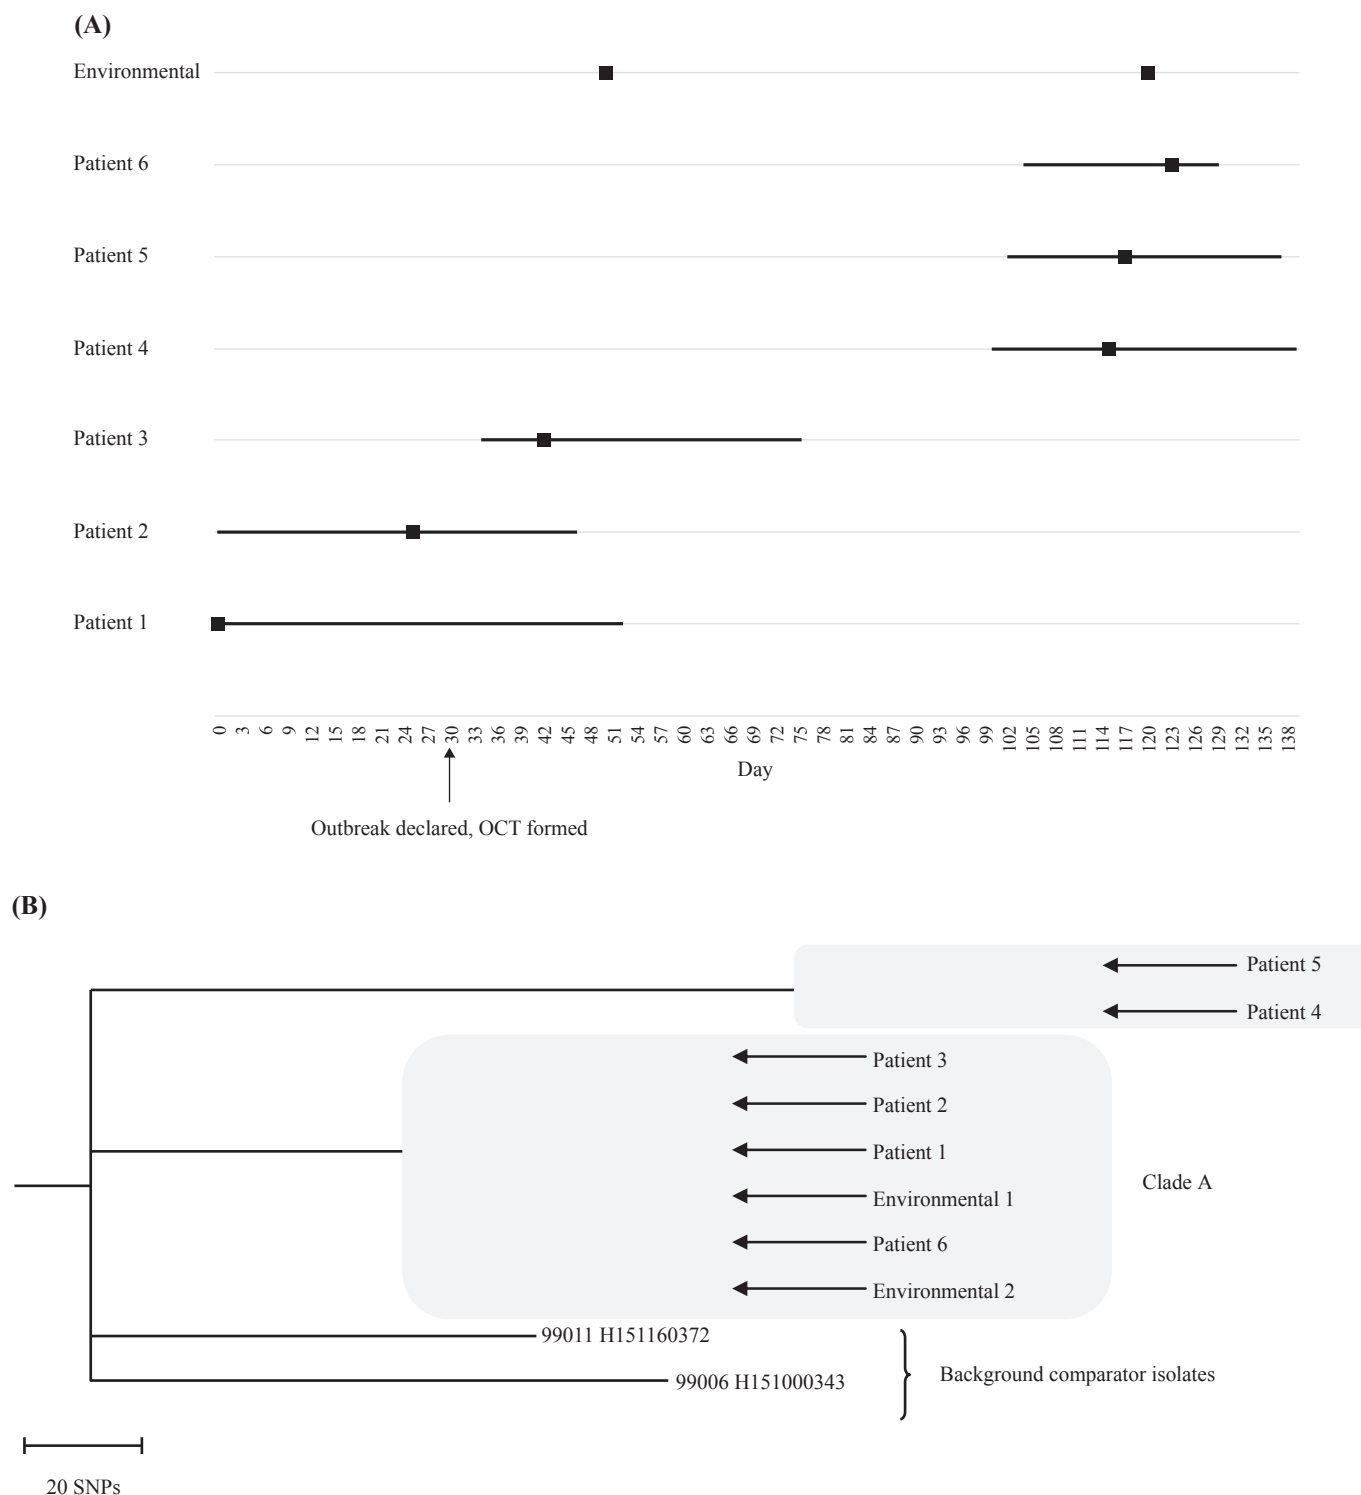 (A)
Environmental
Patient 6
Patient 5
Patient 4
Patient 3
Patient 2
Patient 1
0 3 6 9 12 15 18 21 24 27 30 33 36 39 42 45 48 51 54 57 60 63 66 69 72 75 78 81 84 87 90 93 96 99 102 105 108 111 114 117 120 123 126 129 132 135 138
Day
Outbreak declared, OCT formed
(B)
Patient 5
Patient 4
Patient 3
Patient 2
Patient 1
Clade A
Environmental 1
Patient 6
Environmental 2
99011 H151160372
Background comparator isolates
99006 H151000343
20 SNPs